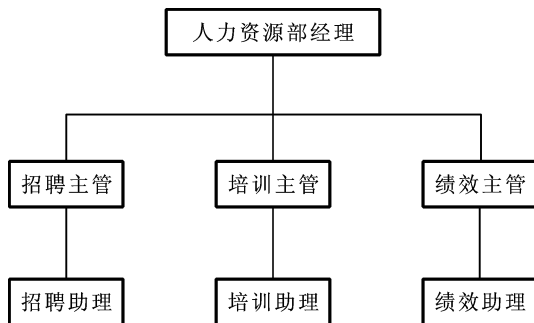 人力资源部经理
招聘主管
培训主管
绩效主管
招聘助理
培训助理
绩效助理